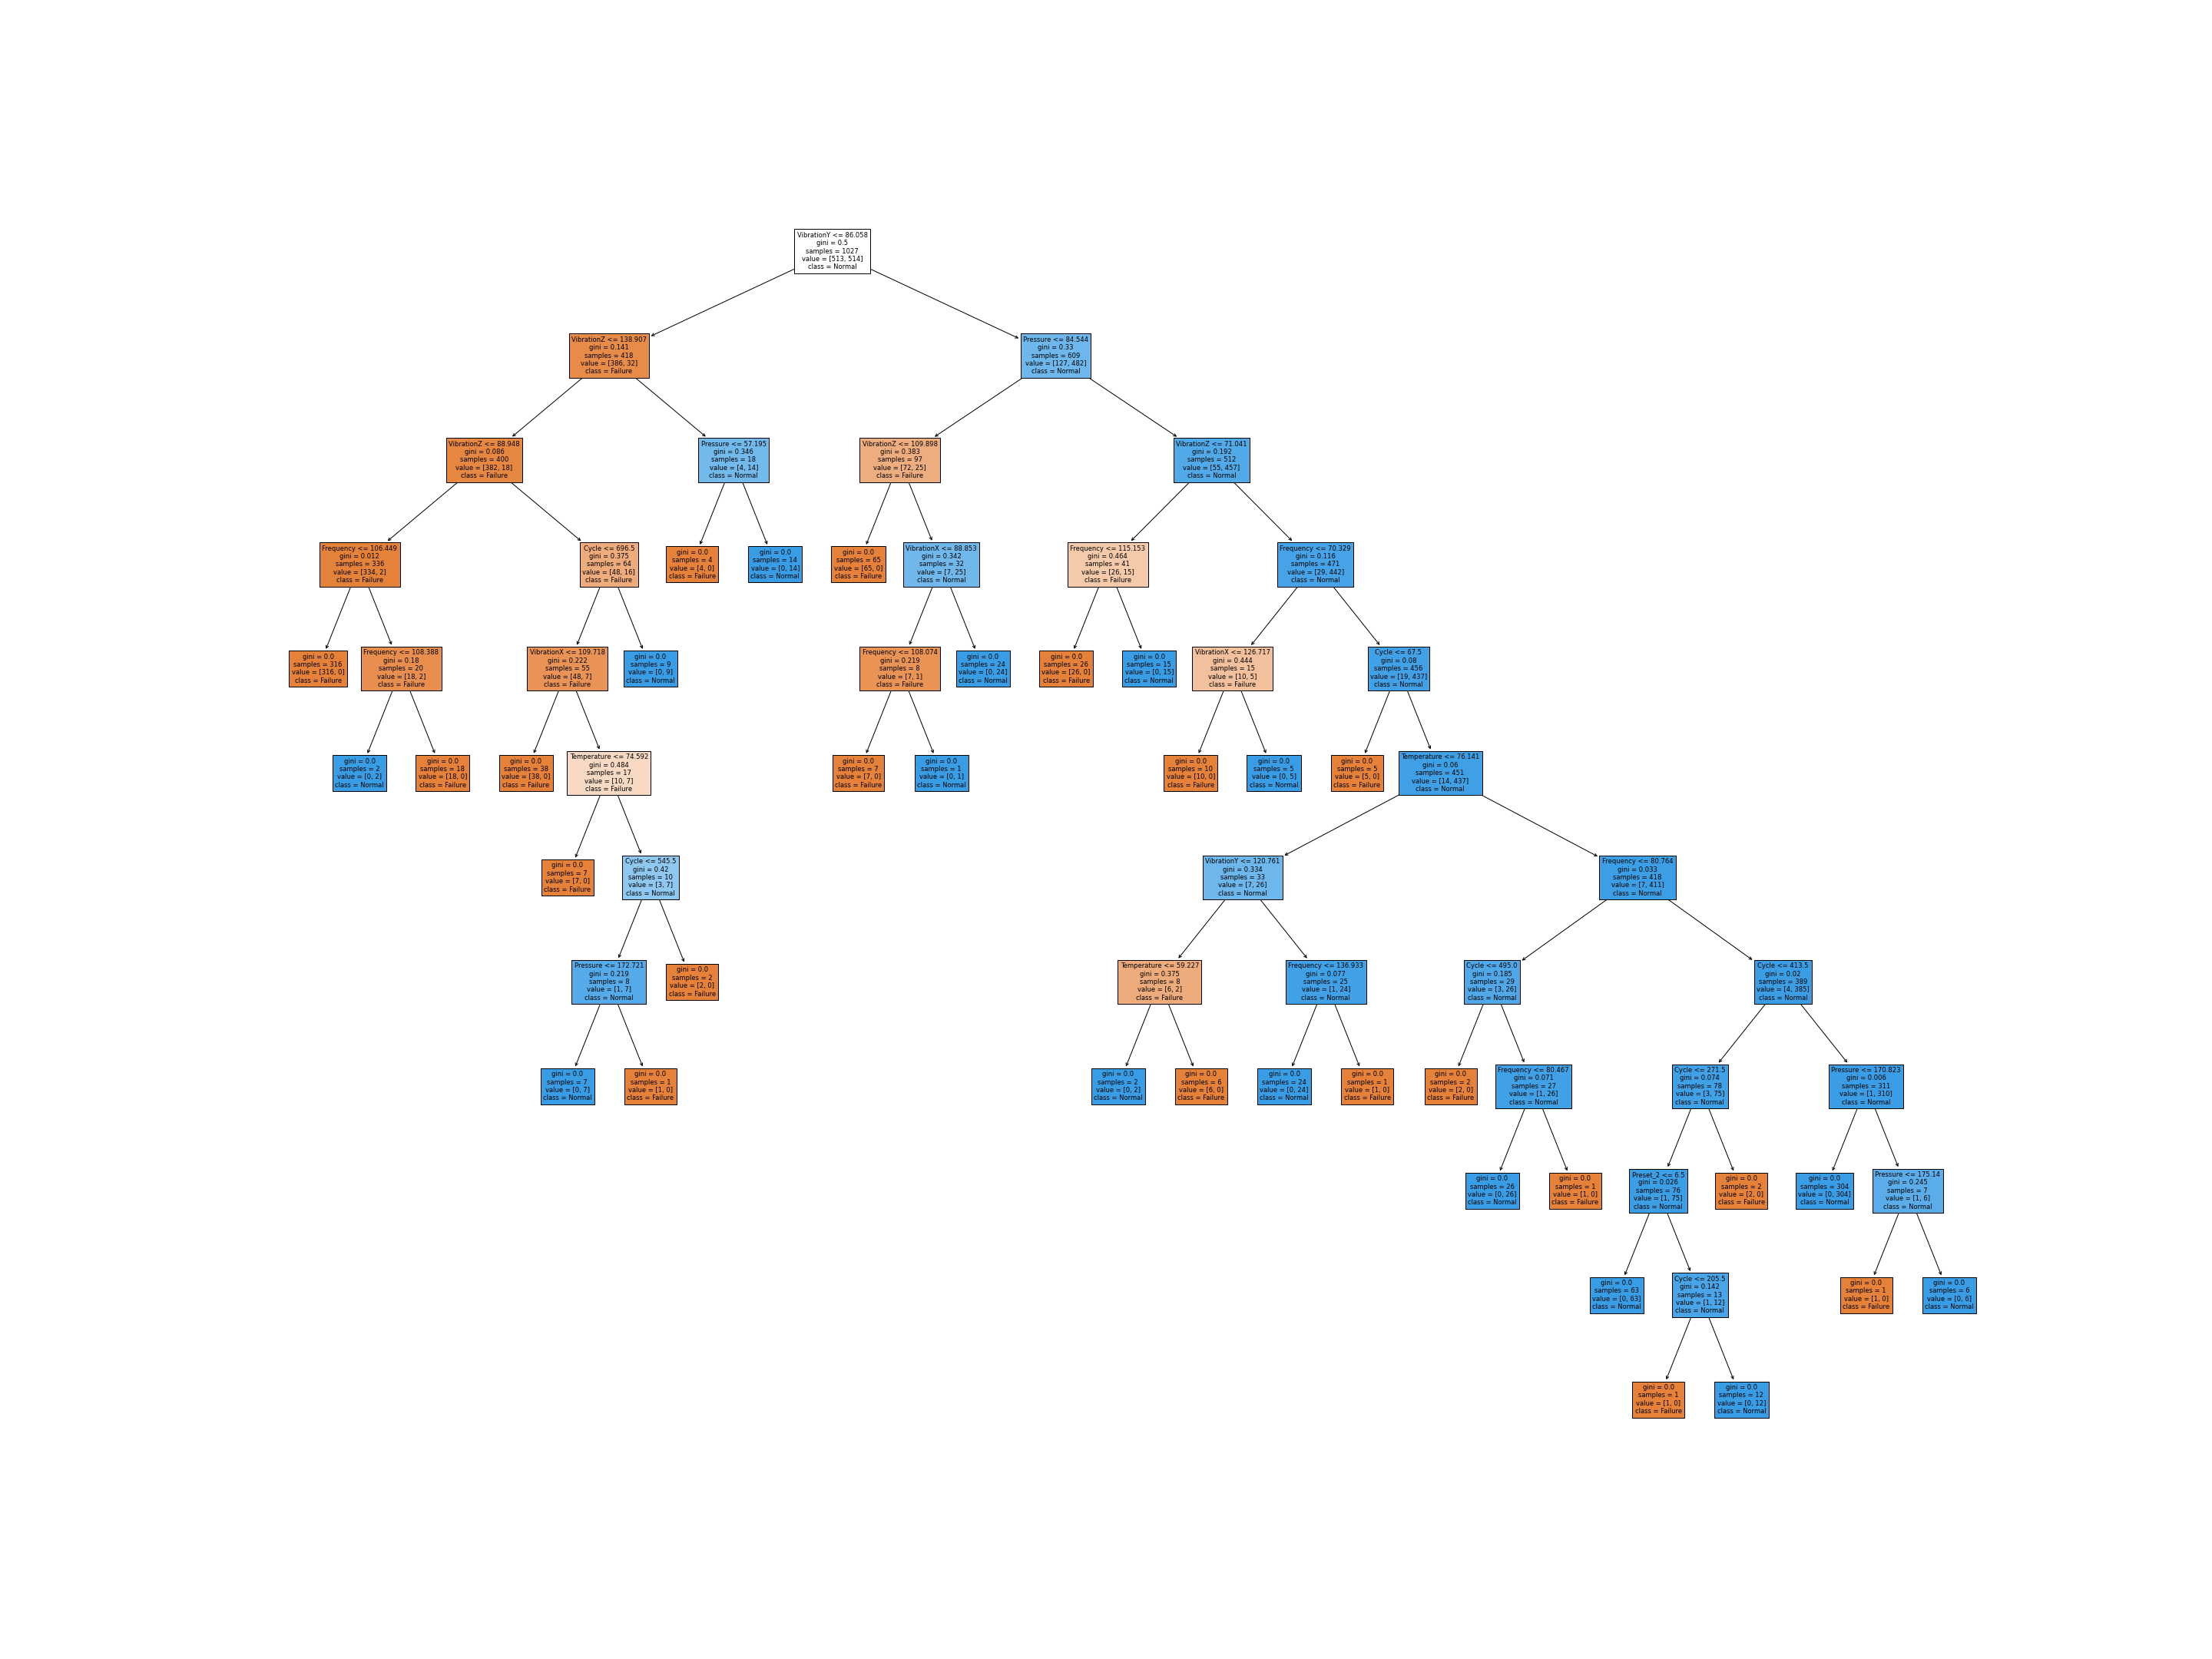 VibrationY <= 86.058
gini = 0.5
samples = 1027
value = [513, 514]
class = Normal
VibrationZ <= 138.907
gini = 0.141
samples = 418
value = [386, 32]
class = Failure
Pressure <= 84.544
gini = 0.33
samples = 609
value = [127, 482]
class = Normal
VibrationZ <= 88.948
gini = 0.086
samples = 400
value = [382, 18]
class = Failure
Pressure <= 57.195
gini = 0.346
samples = 18
value = [4, 14]
class = Normal
VibrationZ <= 109.898
gini = 0.383
samples = 97
value = [72, 25]
class = Failure
VibrationZ <= 71.041
gini = 0.192
samples = 512
value = [55, 457]
class = Normal
Frequency <= 106.449
gini = 0.012
samples = 336
value = [334, 2]
class = Failure
Cycle <= 696.5
gini = 0.375
samples = 64
value = [48, 16]
class = Failure
gini = 0.0
samples = 4
value = [4, 0]
class = Failure
gini = 0.0
samples = 14
value = [0, 14]
class = Normal
gini = 0.0
samples = 65
value = [65, 0]
class = Failure
VibrationX <= 88.853
gini = 0.342
samples = 32
value = [7, 25]
class = Normal
Frequency <= 115.153
gini = 0.464
samples = 41
value = [26, 15]
class = Failure
Frequency <= 70.329
gini = 0.116
samples = 471
value = [29, 442]
class = Normal
gini = 0.0
samples = 316
value = [316, 0]
class = Failure
Frequency <= 108.388
gini = 0.18
samples = 20
value = [18, 2]
class = Failure
VibrationX <= 109.718
gini = 0.222
samples = 55
value = [48, 7]
class = Failure
gini = 0.0
samples = 9
value = [0, 9]
class = Normal
Frequency <= 108.074
gini = 0.219
samples = 8
value = [7, 1]
class = Failure
gini = 0.0
samples = 24
value = [0, 24]
class = Normal
gini = 0.0
samples = 26
value = [26, 0]
class = Failure
gini = 0.0
samples = 15
value = [0, 15]
class = Normal
VibrationX <= 126.717
gini = 0.444
samples = 15
value = [10, 5]
class = Failure
Cycle <= 67.5
gini = 0.08
samples = 456
value = [19, 437]
class = Normal
gini = 0.0
samples = 2
value = [0, 2]
class = Normal
gini = 0.0
samples = 18
value = [18, 0]
class = Failure
gini = 0.0
samples = 38
value = [38, 0]
class = Failure
Temperature <= 74.592
gini = 0.484
samples = 17
value = [10, 7]
class = Failure
gini = 0.0
samples = 7
value = [7, 0]
class = Failure
gini = 0.0
samples = 1
value = [0, 1]
class = Normal
gini = 0.0
samples = 10
value = [10, 0]
class = Failure
gini = 0.0
samples = 5
value = [0, 5]
class = Normal
gini = 0.0
samples = 5
value = [5, 0]
class = Failure
Temperature <= 76.141
gini = 0.06
samples = 451
value = [14, 437]
class = Normal
gini = 0.0
samples = 7
value = [7, 0]
class = Failure
Cycle <= 545.5
gini = 0.42
samples = 10
value = [3, 7]
class = Normal
VibrationY <= 120.761
gini = 0.334
samples = 33
value = [7, 26]
class = Normal
Frequency <= 80.764
gini = 0.033
samples = 418
value = [7, 411]
class = Normal
Pressure <= 172.721
gini = 0.219
samples = 8
value = [1, 7]
class = Normal
gini = 0.0
samples = 2
value = [2, 0]
class = Failure
Temperature <= 59.227
gini = 0.375
samples = 8
value = [6, 2]
class = Failure
Frequency <= 136.933
gini = 0.077
samples = 25
value = [1, 24]
class = Normal
Cycle <= 495.0
gini = 0.185
samples = 29
value = [3, 26]
class = Normal
Cycle <= 413.5
gini = 0.02
samples = 389
value = [4, 385]
class = Normal
gini = 0.0
samples = 7
value = [0, 7]
class = Normal
gini = 0.0
samples = 1
value = [1, 0]
class = Failure
gini = 0.0
samples = 2
value = [0, 2]
class = Normal
gini = 0.0
samples = 6
value = [6, 0]
class = Failure
gini = 0.0
samples = 24
value = [0, 24]
class = Normal
gini = 0.0
samples = 1
value = [1, 0]
class = Failure
gini = 0.0
samples = 2
value = [2, 0]
class = Failure
Frequency <= 80.467
gini = 0.071
samples = 27
value = [1, 26]
class = Normal
Cycle <= 271.5
gini = 0.074
samples = 78
value = [3, 75]
class = Normal
Pressure <= 170.823
gini = 0.006
samples = 311
value = [1, 310]
class = Normal
gini = 0.0
samples = 26
value = [0, 26]
class = Normal
gini = 0.0
samples = 1
value = [1, 0]
class = Failure
Preset_2 <= 6.5
gini = 0.026
samples = 76
value = [1, 75]
class = Normal
gini = 0.0
samples = 2
value = [2, 0]
class = Failure
gini = 0.0
samples = 304
value = [0, 304]
class = Normal
Pressure <= 175.14
gini = 0.245
samples = 7
value = [1, 6]
class = Normal
gini = 0.0
samples = 63
value = [0, 63]
class = Normal
Cycle <= 205.5
gini = 0.142
samples = 13
value = [1, 12]
class = Normal
gini = 0.0
samples = 1
value = [1, 0]
class = Failure
gini = 0.0
samples = 6
value = [0, 6]
class = Normal
gini = 0.0
samples = 1
value = [1, 0]
class = Failure
gini = 0.0
samples = 12
value = [0, 12]
class = Normal